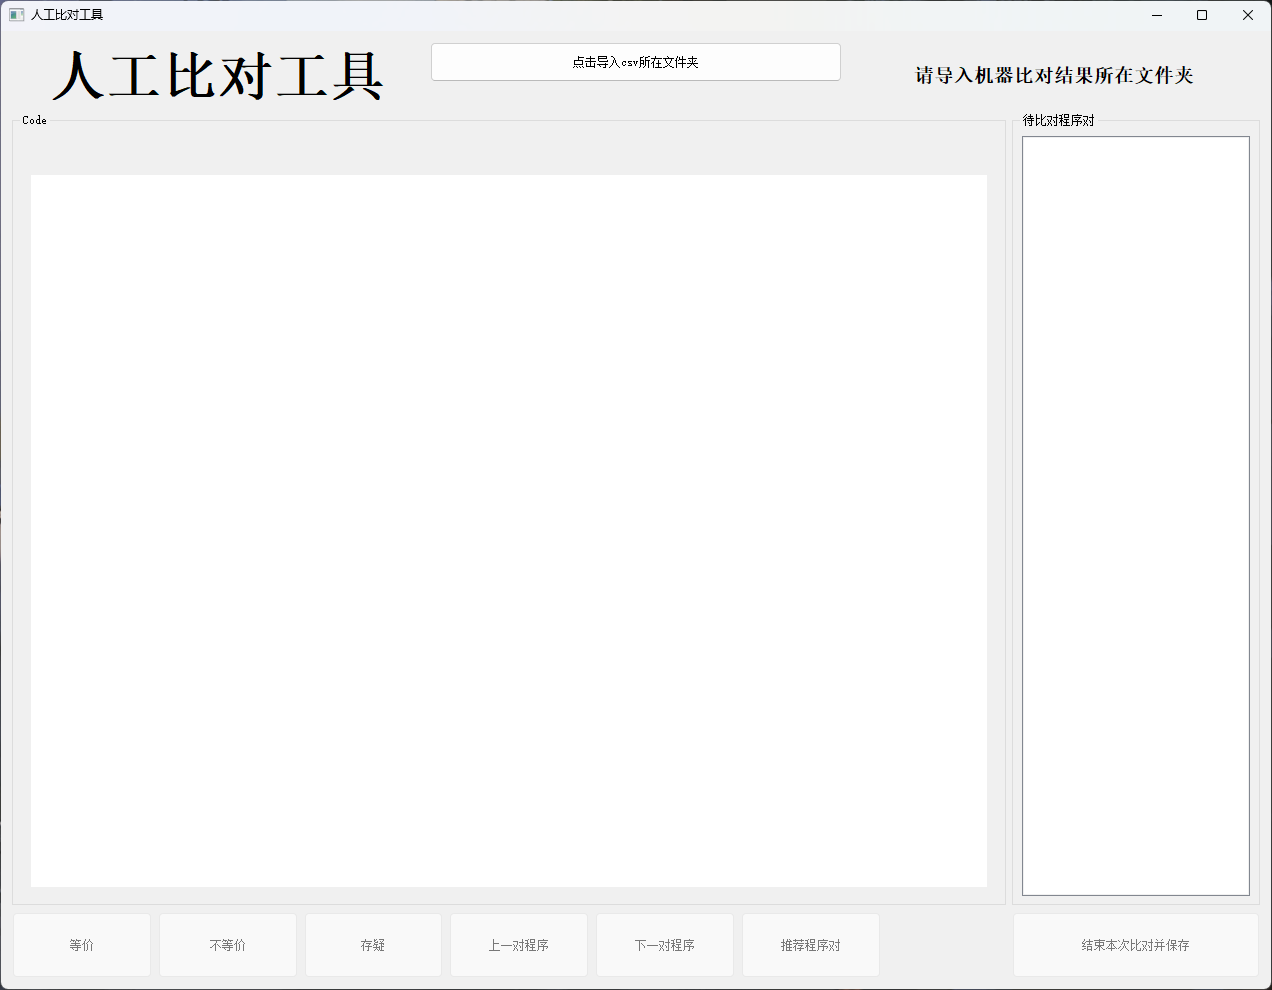 人工比对工具
人工比对工具
点击导入csv所在文件夹
请导入机器比对结果所在文件夹
Code
待比对程序对
等价
不等价
存疑
上一对程序
下一对程序
推荐程序对
结束本次比对并保存